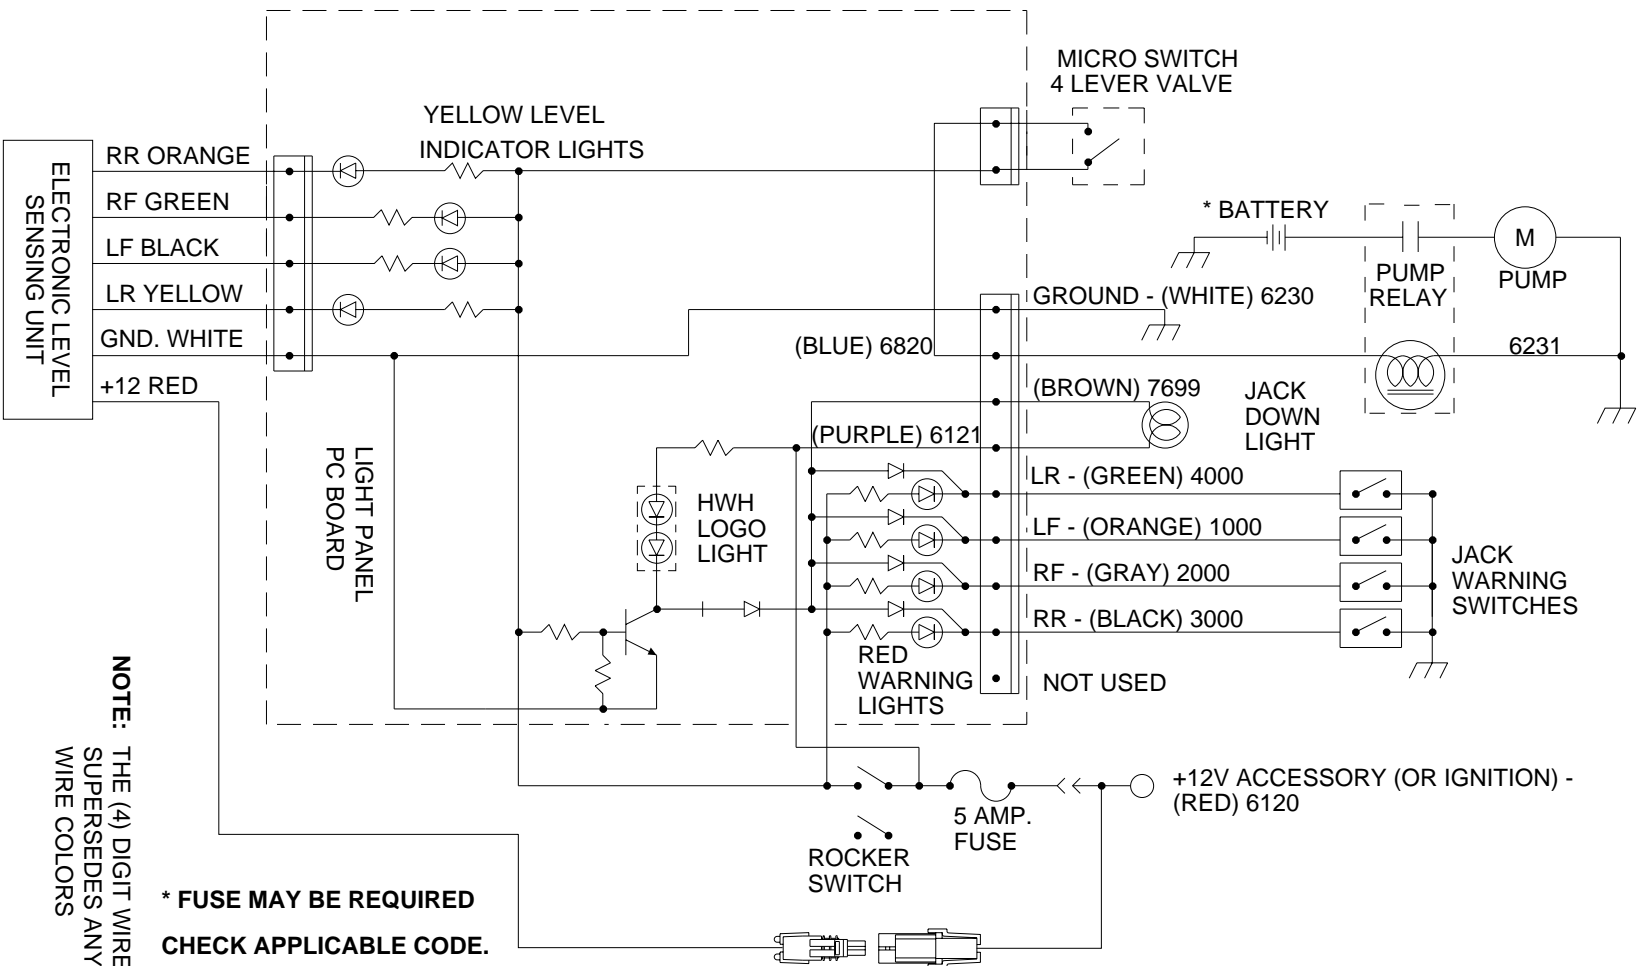 MICRO SWITCH
4 LEVER VALVE
YELLOW LEVEL
INDICATOR LIGHTS
ELECTRONIC LEVEL
SENSING UNIT
RR ORANGE
RF GREEN
LF BLACK
LR YELLOW
GND. WHITE
+12 RED
* BATTERY
M
PUMP
PUMP
RELAY
GROUND - (WHITE) 6230
(BLUE) 6820
6231
(BROWN) 7699
JACK
DOWN
LIGHT
(PURPLE) 6121
LIGHT PANEL
PC BOARD
HWH
LOGO
LIGHT
LR - (GREEN) 4000
LF - (ORANGE) 1000
RF - (GRAY) 2000
RR - (BLACK) 3000
JACK
WARNING
SWITCHES
RED
WARNING
LIGHTS
NOT USED
NOTE: THE (4) DIGIT WIRE
SUPERSEDES ANY
WIRE COLORS
+12V ACCESSORY (OR IGNITION) -
(RED) 6120
5 AMP.
FUSE
ROCKER
SWITCH
* FUSE MAY BE REQUIRED
CHECK APPLICABLE CODE.